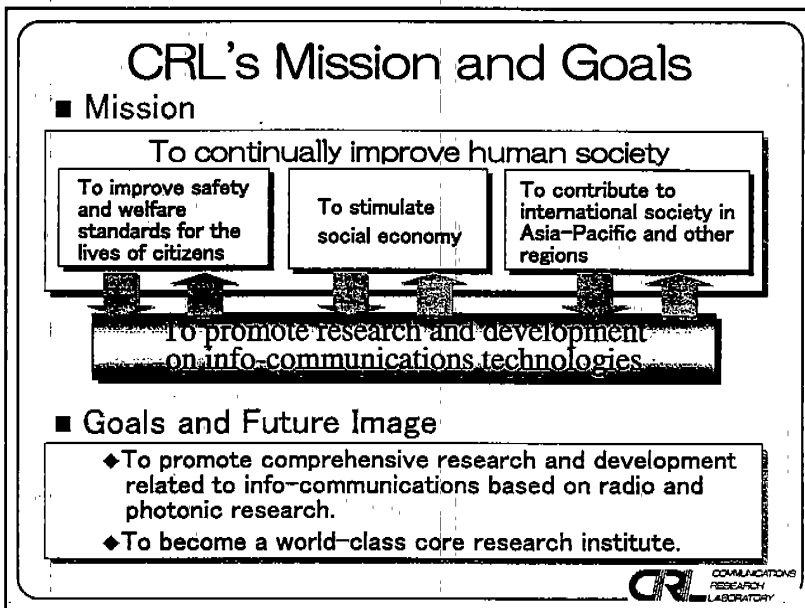 CRL's Mission and Goals
■ Mission
To continually improve human society
To improve safety
and welfare
standards for the
lives of citizens
To stimulate
social economy
To contribute to
international society in
Asia-Pacific and other
regions
To promote research and development
on info-communications technologies
■ Goals and Future Image
◆To promote comprehensive research and development
related to info-communications based on radio and
photonic research.
◆To become a world-class core research institute.
CRL
COMMUNICATIONS
RESEARCH
LABORATORY